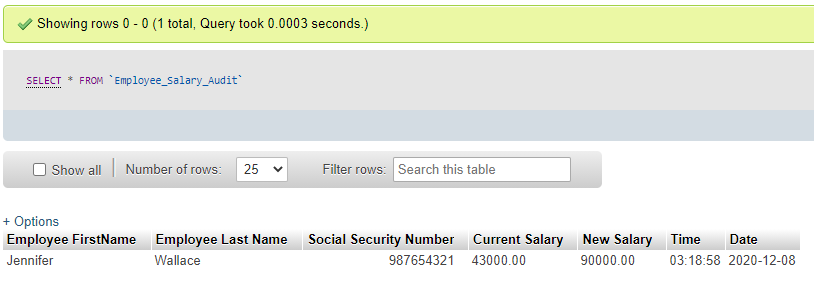 Showing rows 0 - 0 (1 total, Query took 0.0003 seconds.)
SELECT * FROM `Employee_Salary_Audit`
Show all Number of rows: 25 Filter rows: Search this table
+ Options
Employee FirstName Employee Last Name Social Security Number Current Salary New Salary Time Date
Jennifer Wallace 987654321 43000.00 90000.00 03:18:58 2020-12-08